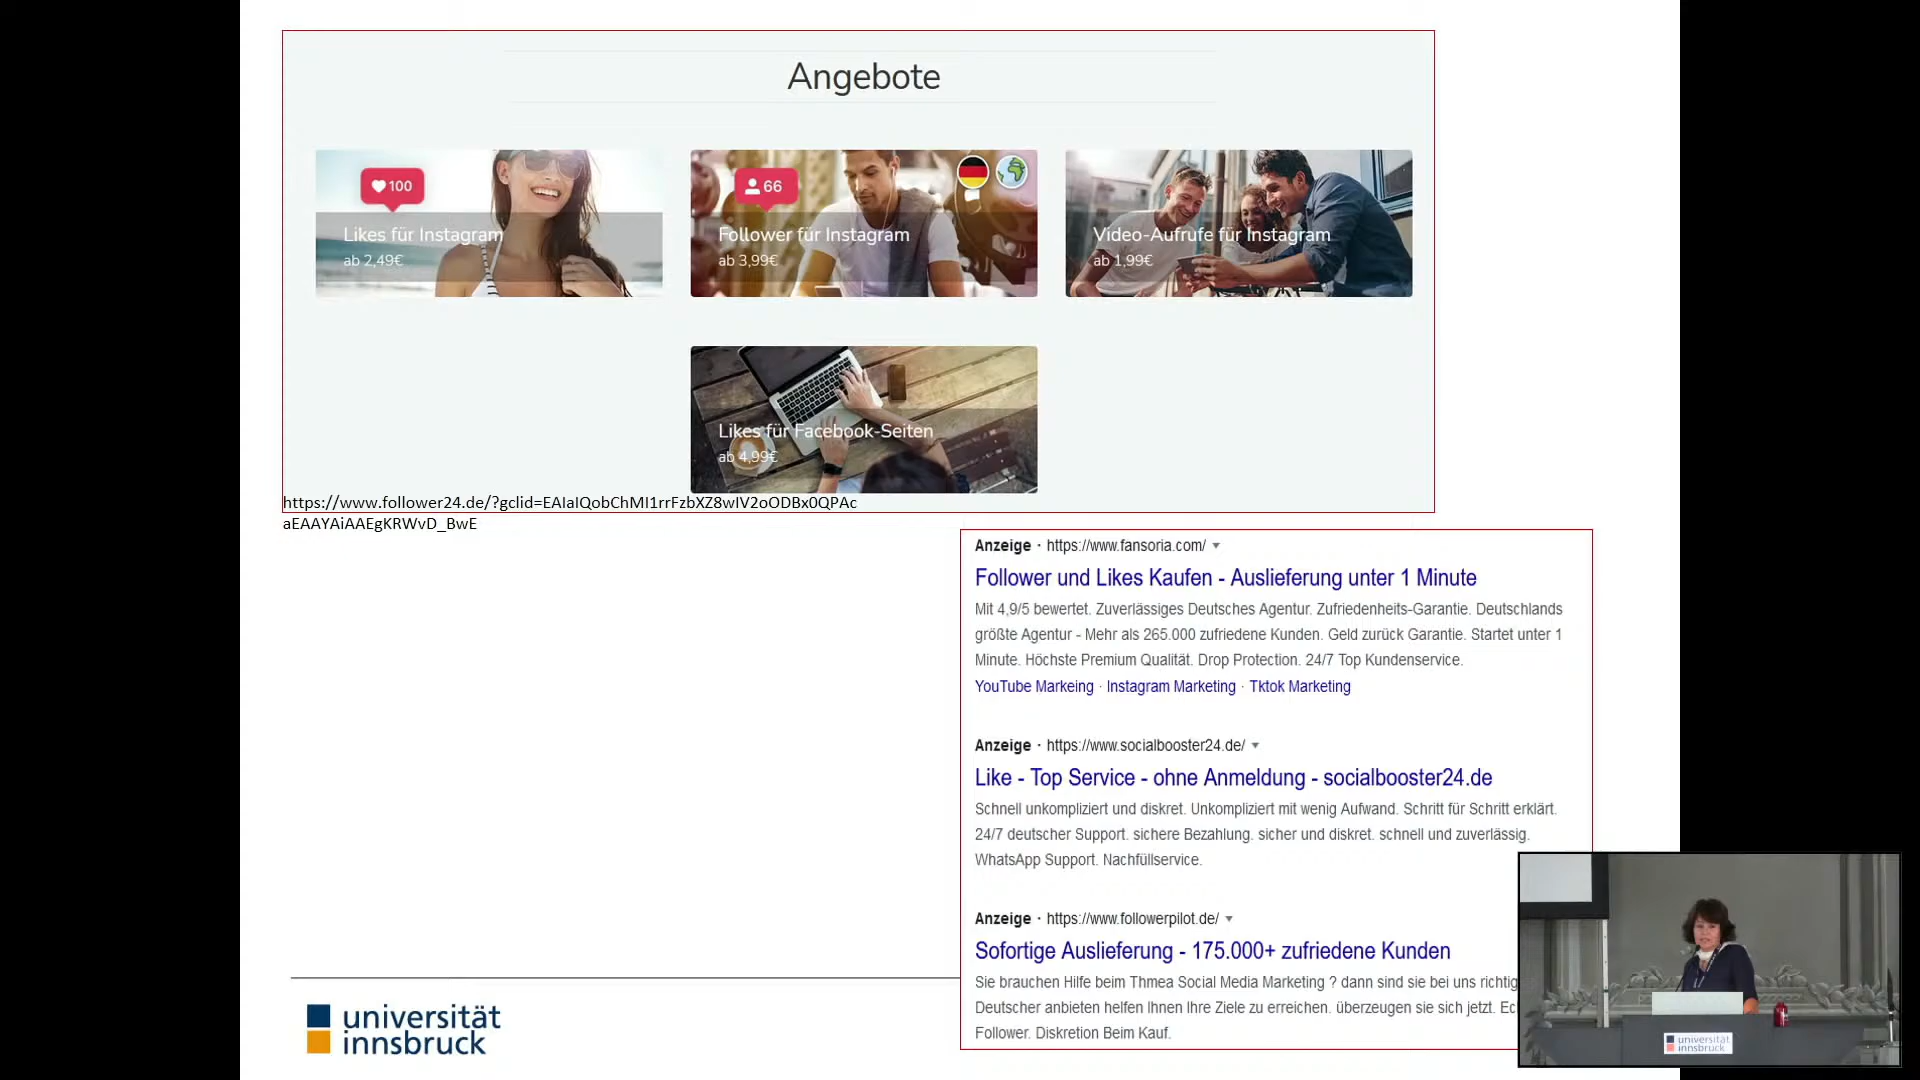 Angebote
100
Likes für Instagram
ab 2,49€
66
Follower für Instagram
ab 3,99€
Video-Aufrufe für Instagram
ab 1,99€
Likes für Facebook-Seiten
ab 4,99€
https://www.follower24.de/?gclid=EAIaIQobChMI1rrFzbXZ8wIV2oODBx0QPAc
aEAAYAiAAEgKRWvD_BwE
Anzeige · https://www.fansoria.com/
Follower und Likes Kaufen - Auslieferung unter 1 Minute
Mit 4,9/5 bewertet. Zuverlässiges Deutsches Agentur. Zufriedenheits-Garantie. Deutschlands
größte Agentur - Mehr als 265.000 zufriedene Kunden. Geld zurück Garantie. Startet unter 1
Minute. Höchste Premium Qualität. Drop Protection. 24/7 Top Kundenservice.
YouTube Markeing · Instagram Marketing · Tktok Marketing
Anzeige · https://www.socialbooster24.de/
Like - Top Service - ohne Anmeldung - socialbooster24.de
Schnell unkompliziert und diskret. Unkompliziert mit wenig Aufwand. Schritt für Schritt erklärt.
24/7 deutscher Support. sichere Bezahlung. sicher und diskret. schnell und zuverlässig.
WhatsApp Support. Nachfüllservice.
Anzeige · https://www.followerpilot.de/
Sofortige Auslieferung - 175.000+ zufriedene Kunden
Sie brauchen Hilfe beim Thmea Social Media Marketing ? dann sind sie bei uns richtig
Deutscher anbieten helfen Ihnen Ihre Ziele zu erreichen. überzeugen sie sich jetzt.
Follower. Diskretion Beim Kauf.
universität
innsbruck
universität
innsbruck